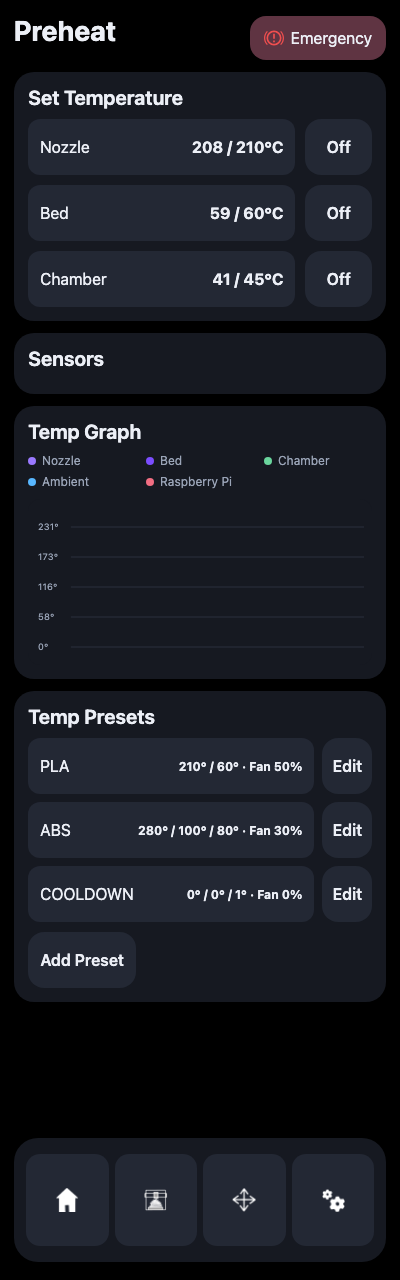 Preheat
Emergency
Set Temperature
Nozzle 208 / 210°C Off
Bed 59 / 60°C Off
Chamber 41 / 45°C Off
Sensors
Temp Graph
Nozzle Bed Chamber
Ambient Raspberry Pi
231°
173°
116°
58°
0°
Temp Presets
PLA 210° / 60° · Fan 50% Edit
ABS 280° / 100° / 80° · Fan 30% Edit
COOLDOWN 0° / 0° / 1° · Fan 0% Edit
Add Preset